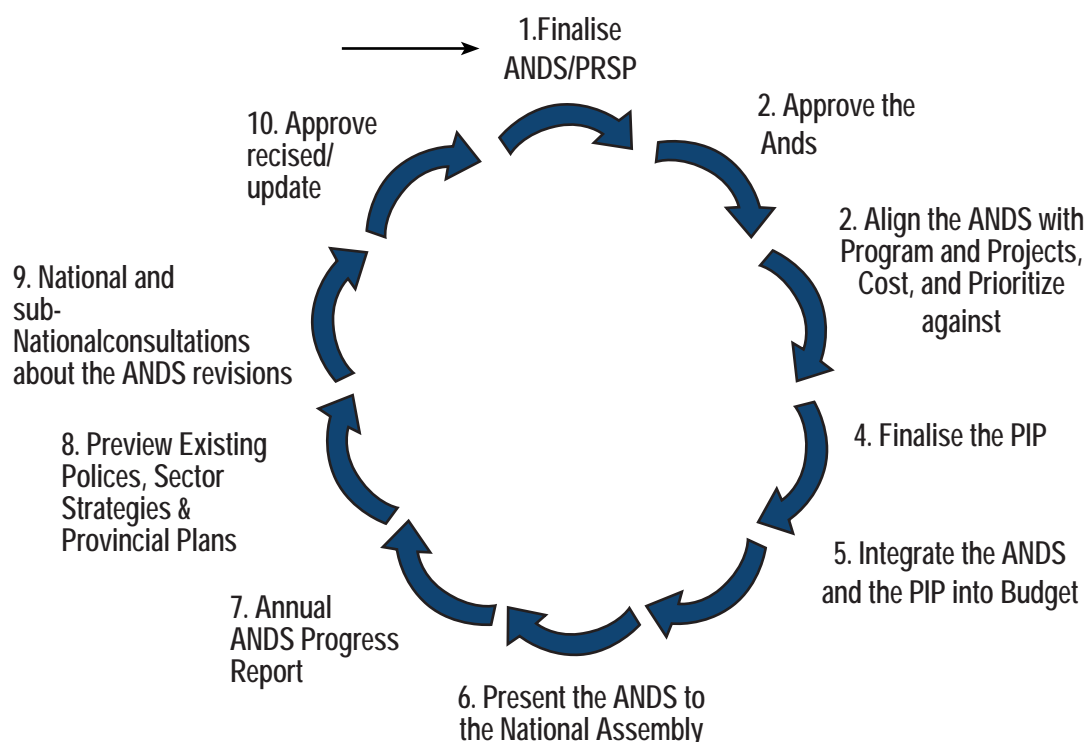 1.Finalise
ANDS/PRSP
2. Approve the
Ands
2. Align the ANDS with
Program and Projects,
Cost, and Prioritize
against
4. Finalise the PIP
5. Integrate the ANDS
and the PIP into Budget
6. Present the ANDS to
the National Assembly
7. Annual
ANDS Progress
Report
8. Preview Existing
Polices, Sector
Strategies &
Provincial Plans
9. National and
sub-
Nationalconsultations
about the ANDS revisions
10. Approve
recised/
update